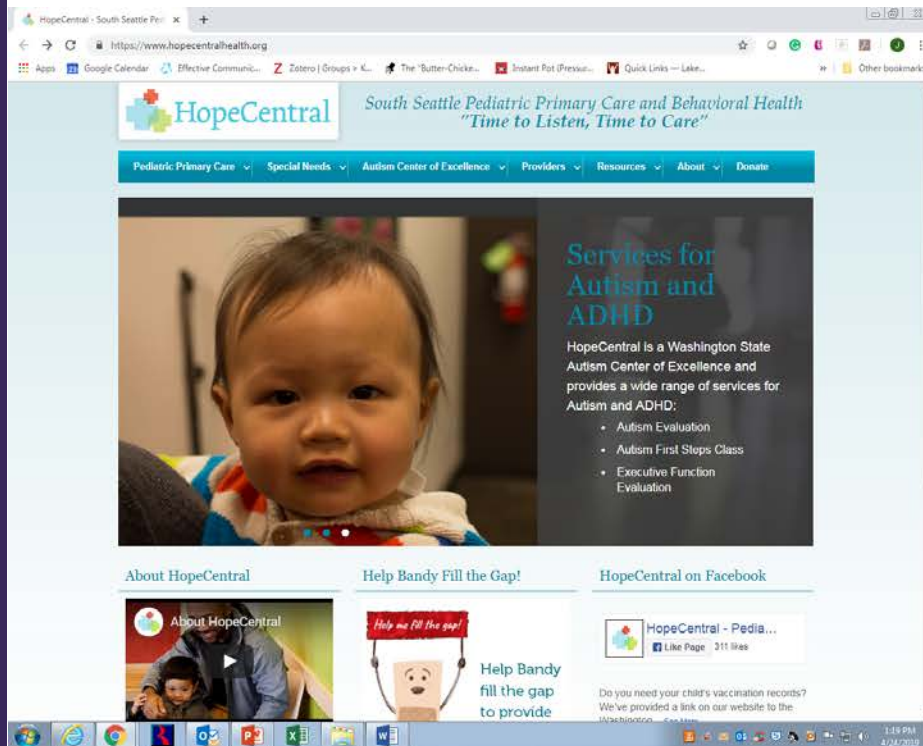 HopeCentral - South Seattle Pe
https://www.hopecentralhealth.org
Apps
23
Google Calendar
Effective Communic...
Z
Zotero | Groups > K...
The "Butter-Chicke...
Instant Pot (Pressur...
Quick Links — Lake...
»
Other bookmark
HopeCentral
South Seattle Pediatric Primary Care and Behavioral Health
"Time to Listen, Time to Care"
Pediatric Primary Care
Special Needs
Autism Center of Excellence
Providers
Resources
About
Donate
Services for
Autism and
ADHD
HopeCentral is a Washington State
Autism Center of Excellence and
provides a wide range of services for
Autism and ADHD:
• Autism Evaluation
• Autism First Steps Class
• Executive Function
Evaluation
About HopeCentral
Help Bandy Fill the Gap!
HopeCentral on Facebook
About HopeCentral
Help me fill the gap!
Help Bandy
fill the gap
to provide
HopeCentral - Pedia...
Like Page 311 likes
Do you need your child's vaccination records?
We've provided a link on our website to the
Washington... See More
1:19 PM